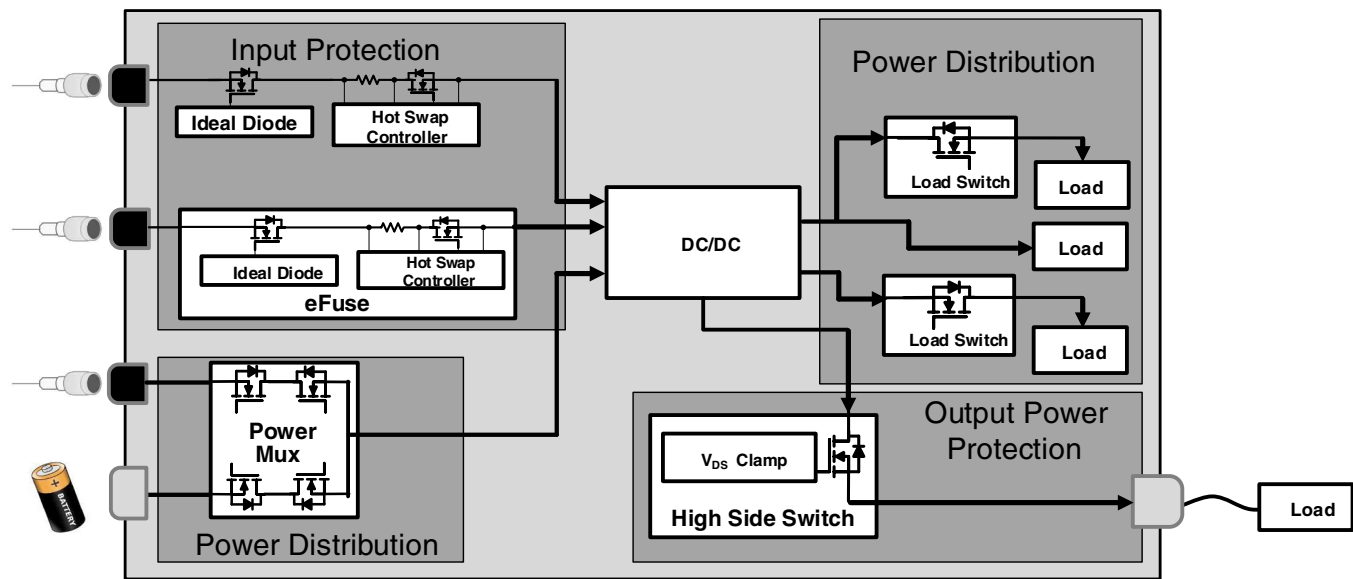 Input Protection
Ideal Diode
Hot Swap
Controller
Ideal Diode
Hot Swap
Controller
eFuse
Power
Mux
Power Distribution
+
BATTERY
DC/DC
Power Distribution
Load Switch
Load
Load
Load Switch
Load
Output Power
Protection
VDS Clamp
High Side Switch
Load